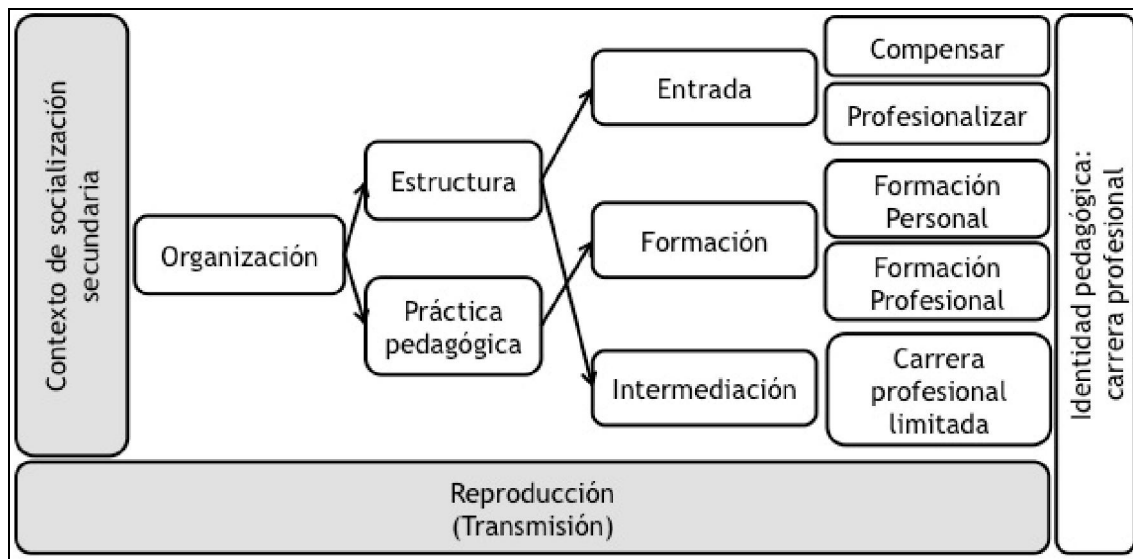 Contexto de socialización
secundaria
Organización
Estructura
Práctica
pedagógica
Entrada
Formación
Intermediación
Compensar
Profesionalizar
Formación
Personal
Formación
Profesional
Carrera
profesional
limitada
Identidad pedagógica:
carrera profesional
Reproducción
(Transmisión)